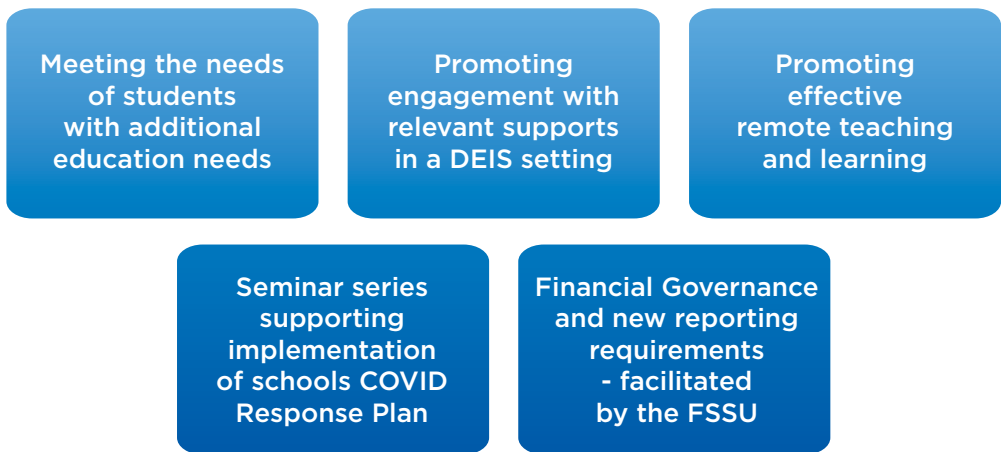 Meeting the needs
of students
with additional
education needs
Promoting
engagement with
relevant supports
in a DEIS setting
Promoting
effective
remote teaching
and learning
Seminar series
supporting
implementation
of schools COVID
Response Plan
Financial Governance
and new reporting
requirements
- facilitated
by the FSSU